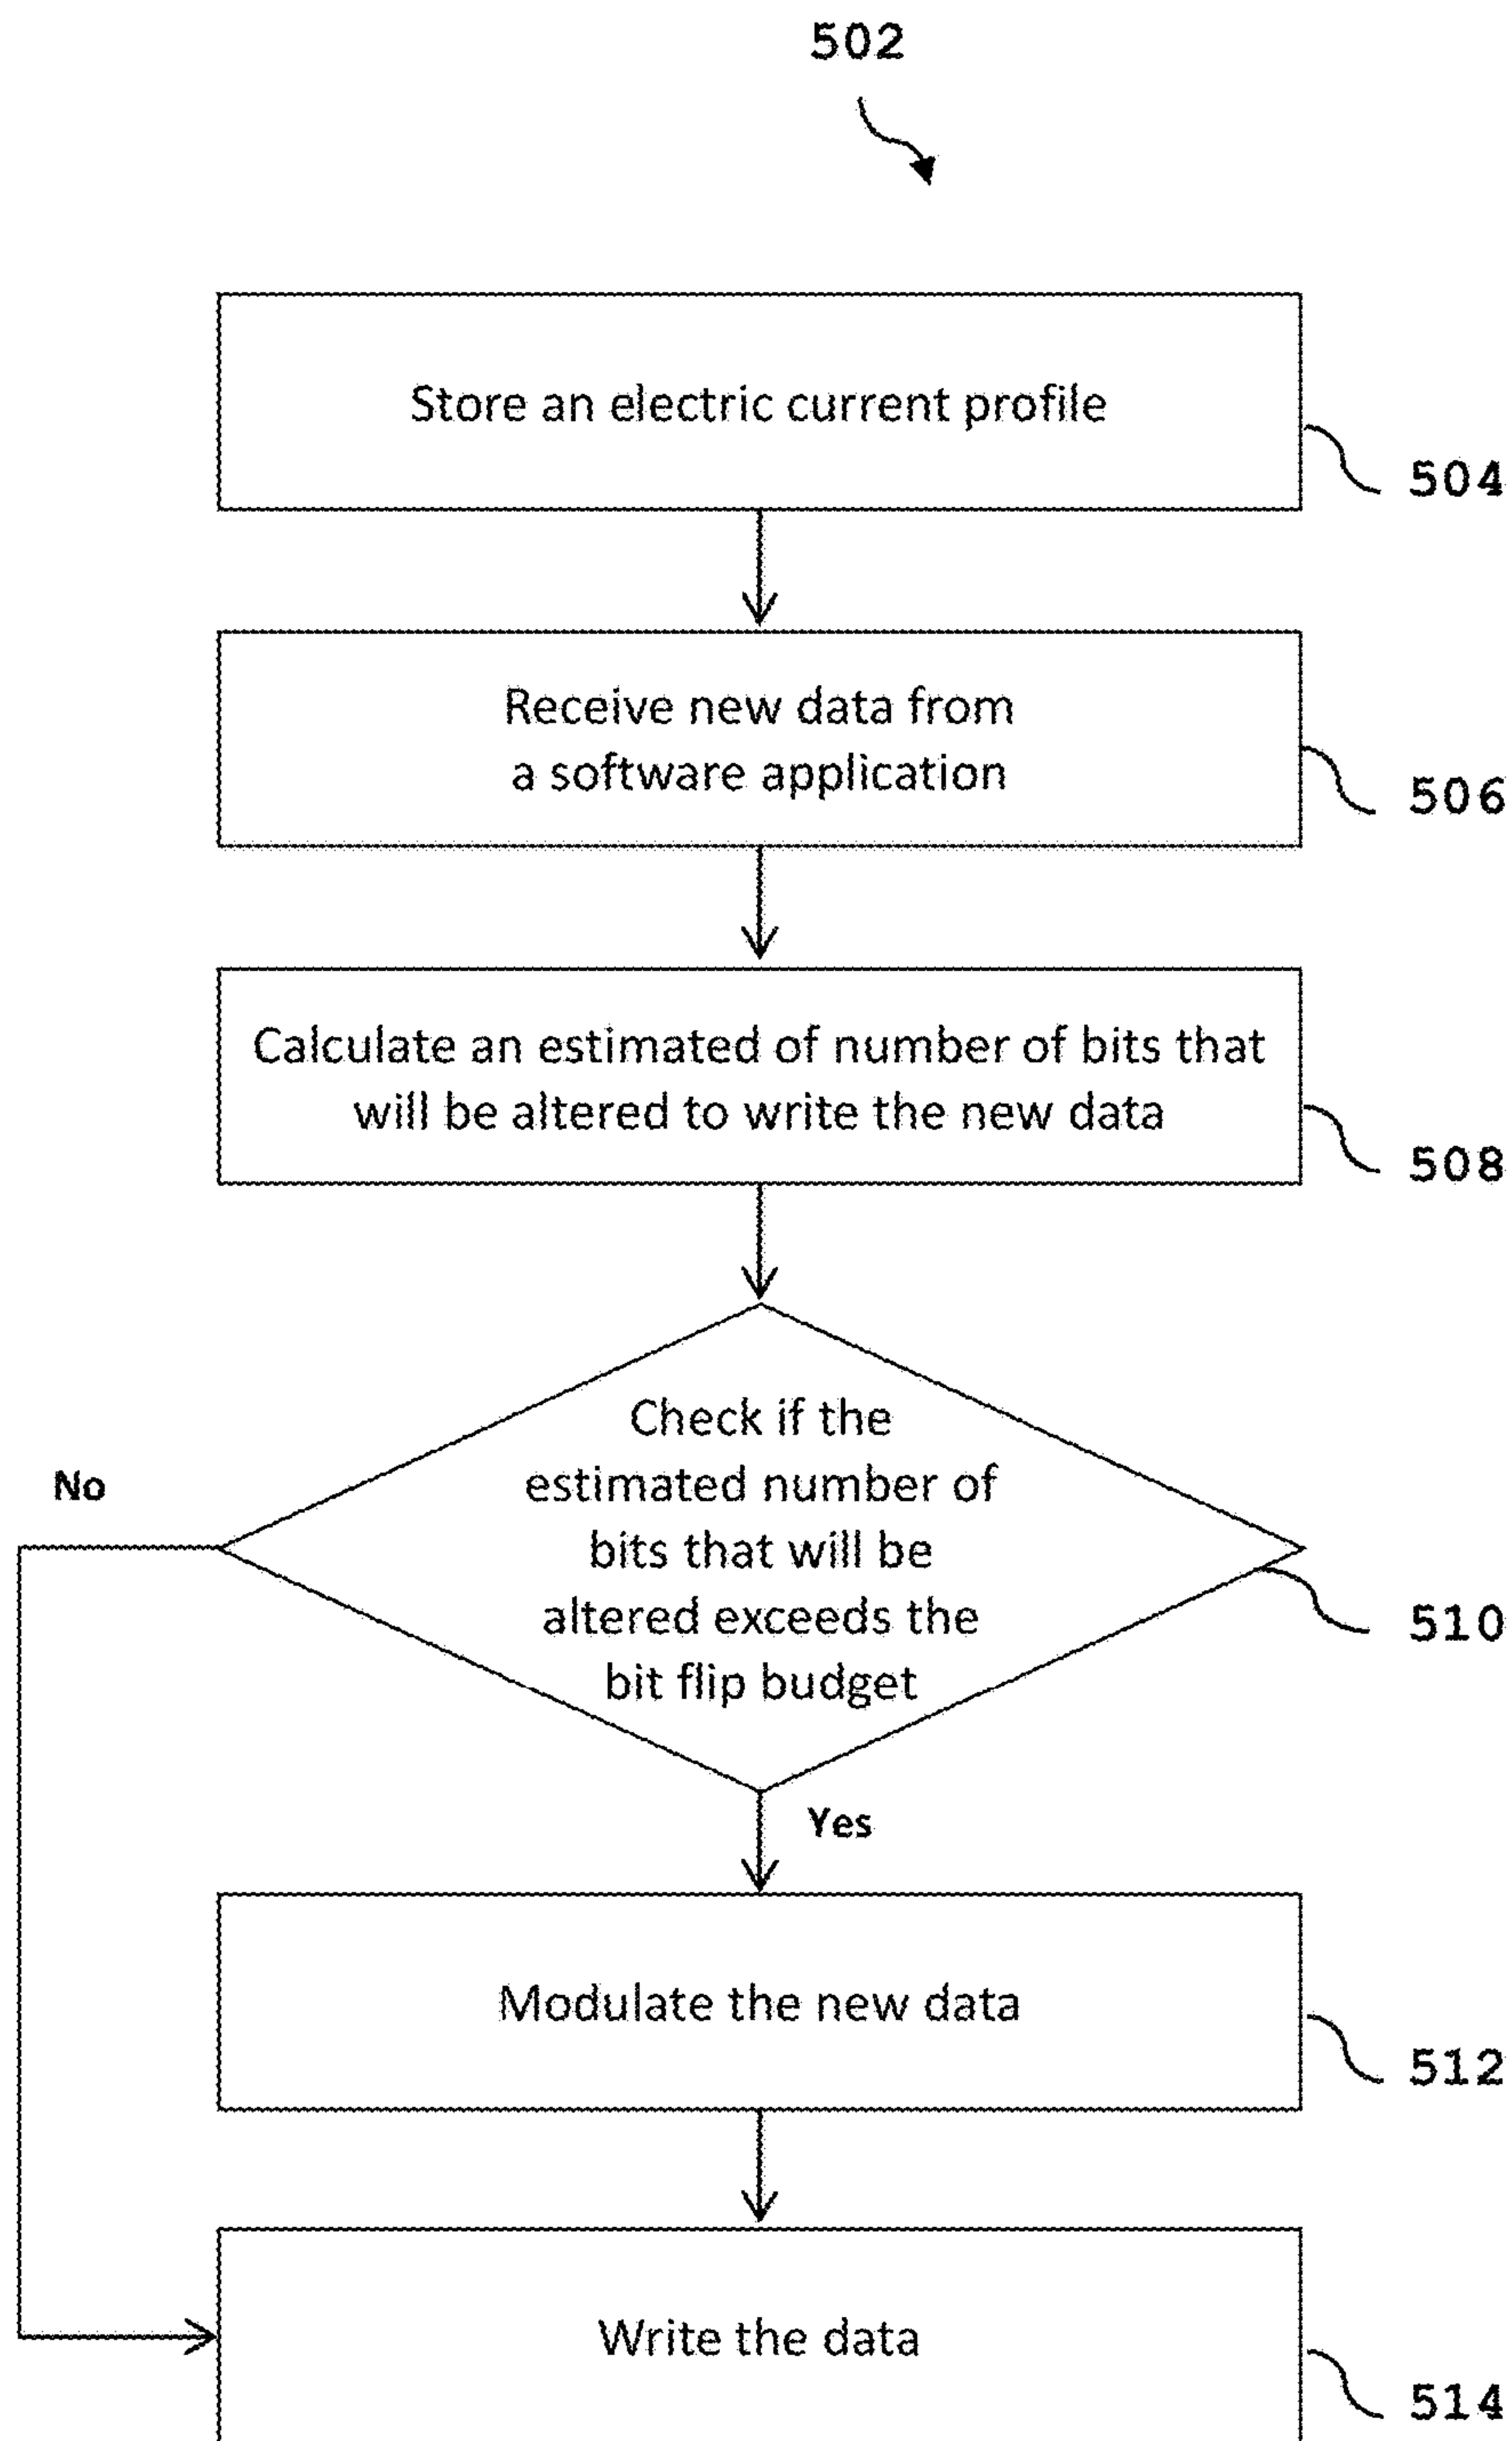 502
Store an electric current profile
504
Receive new data from
a software application
506
Calculate an estimated of number of bits that
will be altered to write the new data
508
Check if the
estimated number of
bits that will be
altered exceeds the
bit flip budget
No
510
Yes
Modulate the new data
512
Write the data
514